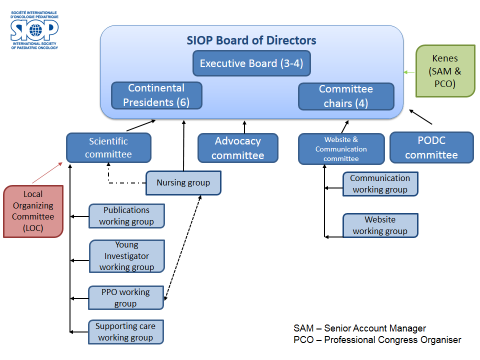 SOCIÉTÉ INTERNATIONALE
D'ONCOLOGIE PÉDIATRIQUE
SIOP
INTERNATIONAL SOCIETY
OF PAEDIATRIC ONCOLOGY
SIOP Board of Directors
Executive Board (3-4)
Continental
Presidents (6)
Committee
chairs (4)
Kenes
(SAM &
PCO)
Scientific
committee
Advocacy
committee
Website &
Communication
committee
PODC
committee
Nursing group
Communication
working group
Local
Organizing
Committee
(LOC)
Publications
working group
Website
working group
Young
Investigator
working group
PPO working
group
Supporting care
working group
SAM – Senior Account Manager
PCO – Professional Congress Organiser